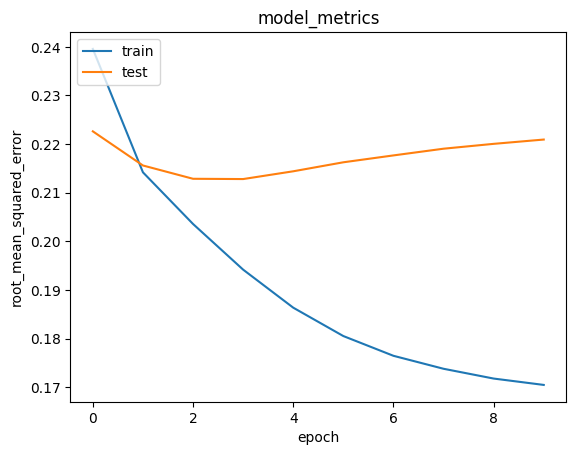 model_metrics
root_mean_squared_error
0.24
0.23
0.22
0.21
0.20
0.19
0.18
0.17
train
test
0
2
4
6
8
epoch